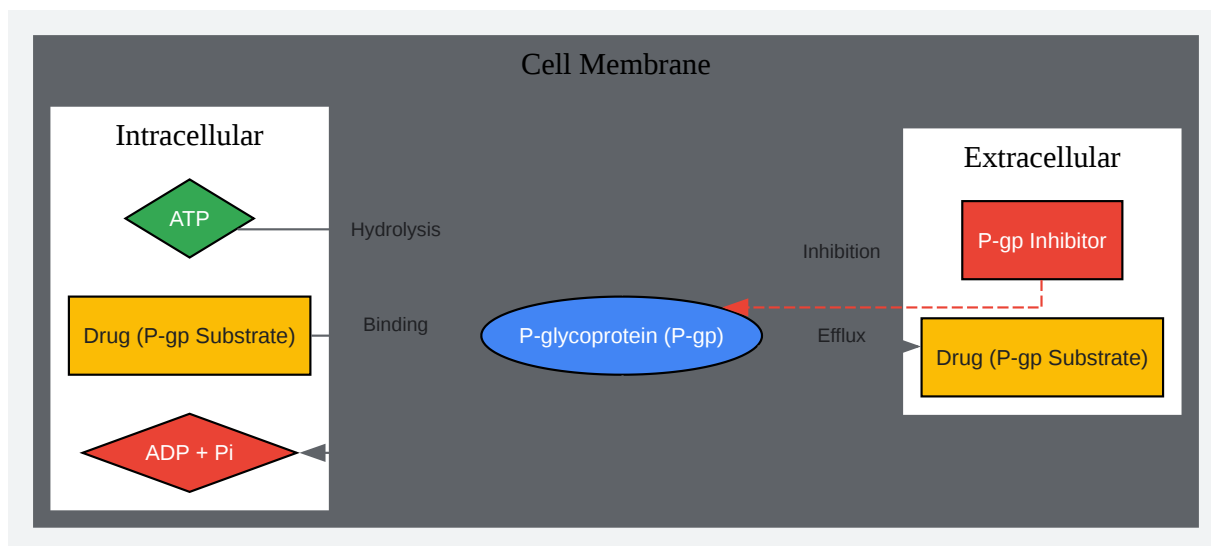 Cell Membrane
Intracellular
ATP
Hydrolysis
Drug (P-gp Substrate)
Binding
ADP + Pi
P-glycoprotein (P-gp)
Extracellular
P-gp Inhibitor
Inhibition
Efflux
Drug (P-gp Substrate)